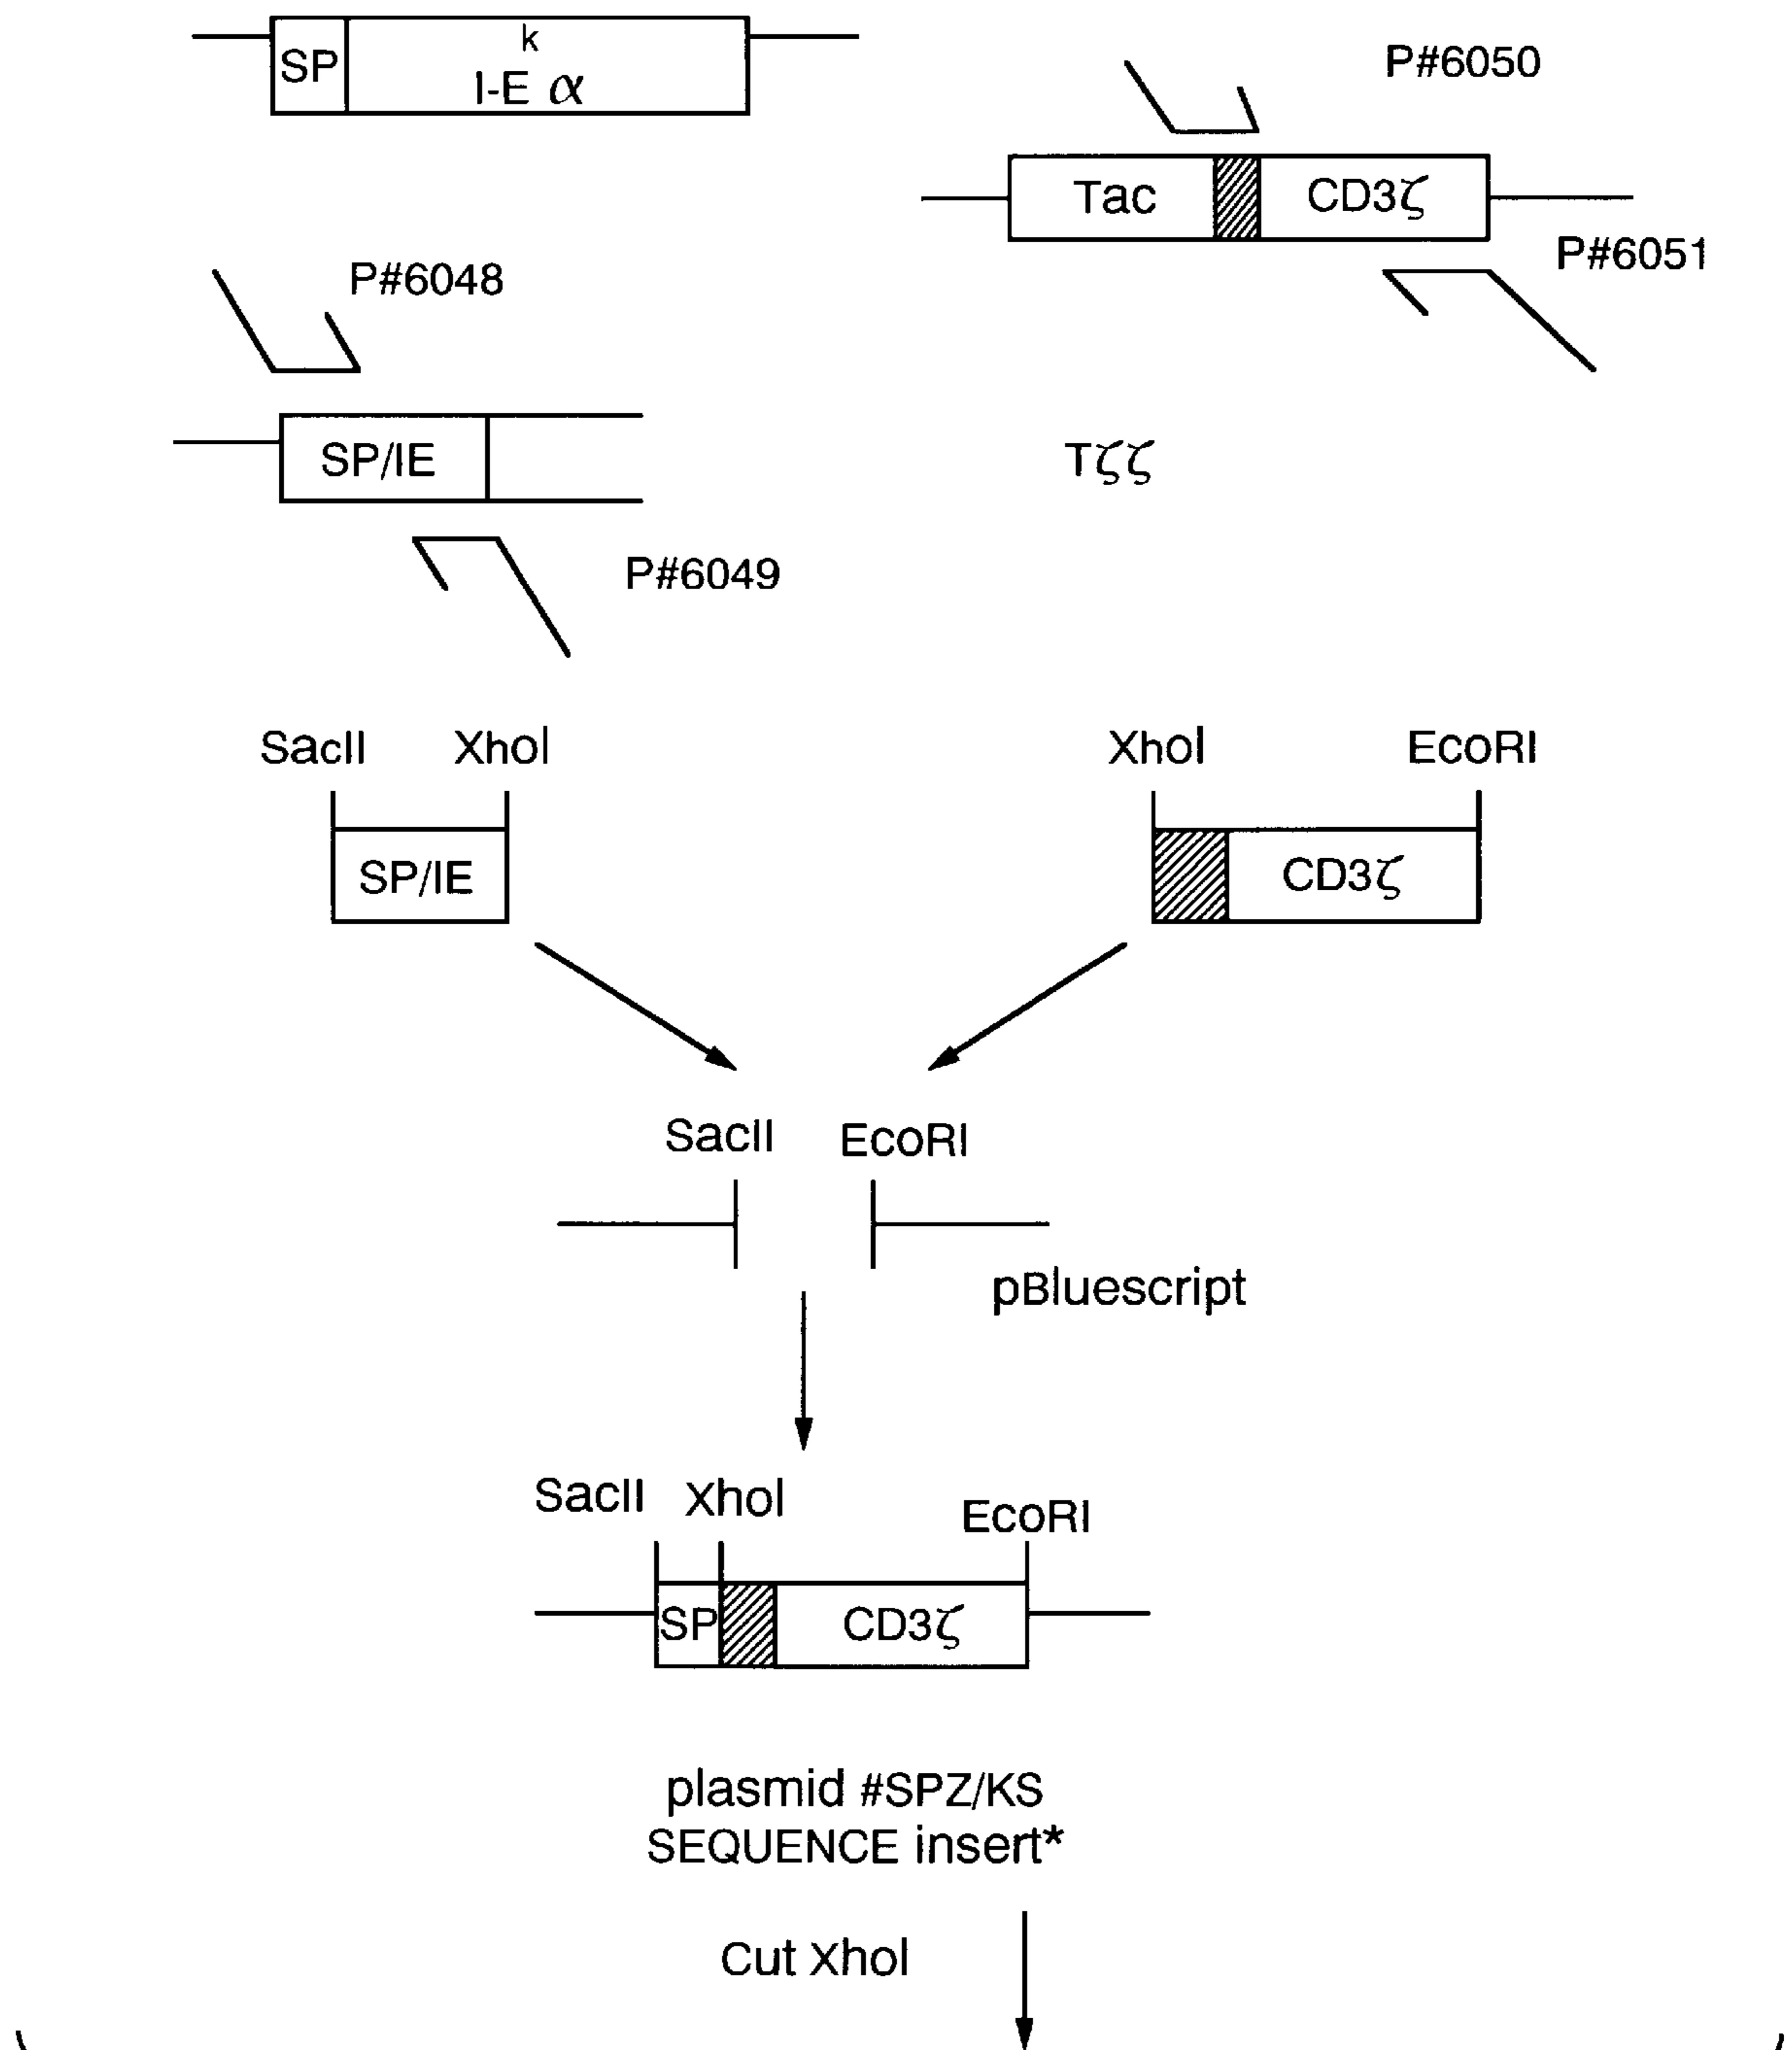 SP
k
I-E α
P#6050
Tac
CD3ζ
P#6051
P#6048
SP/IE
Tζζ
P#6049
SacII XhoI
XhoI EcoRI
SP/IE
CD3ζ
SacII EcoRI
pBluescript
SacII XhoI EcoRI
SP
CD3ζ
plasmid #SPZ/KS
SEQUENCE insert*
Cut XhoI